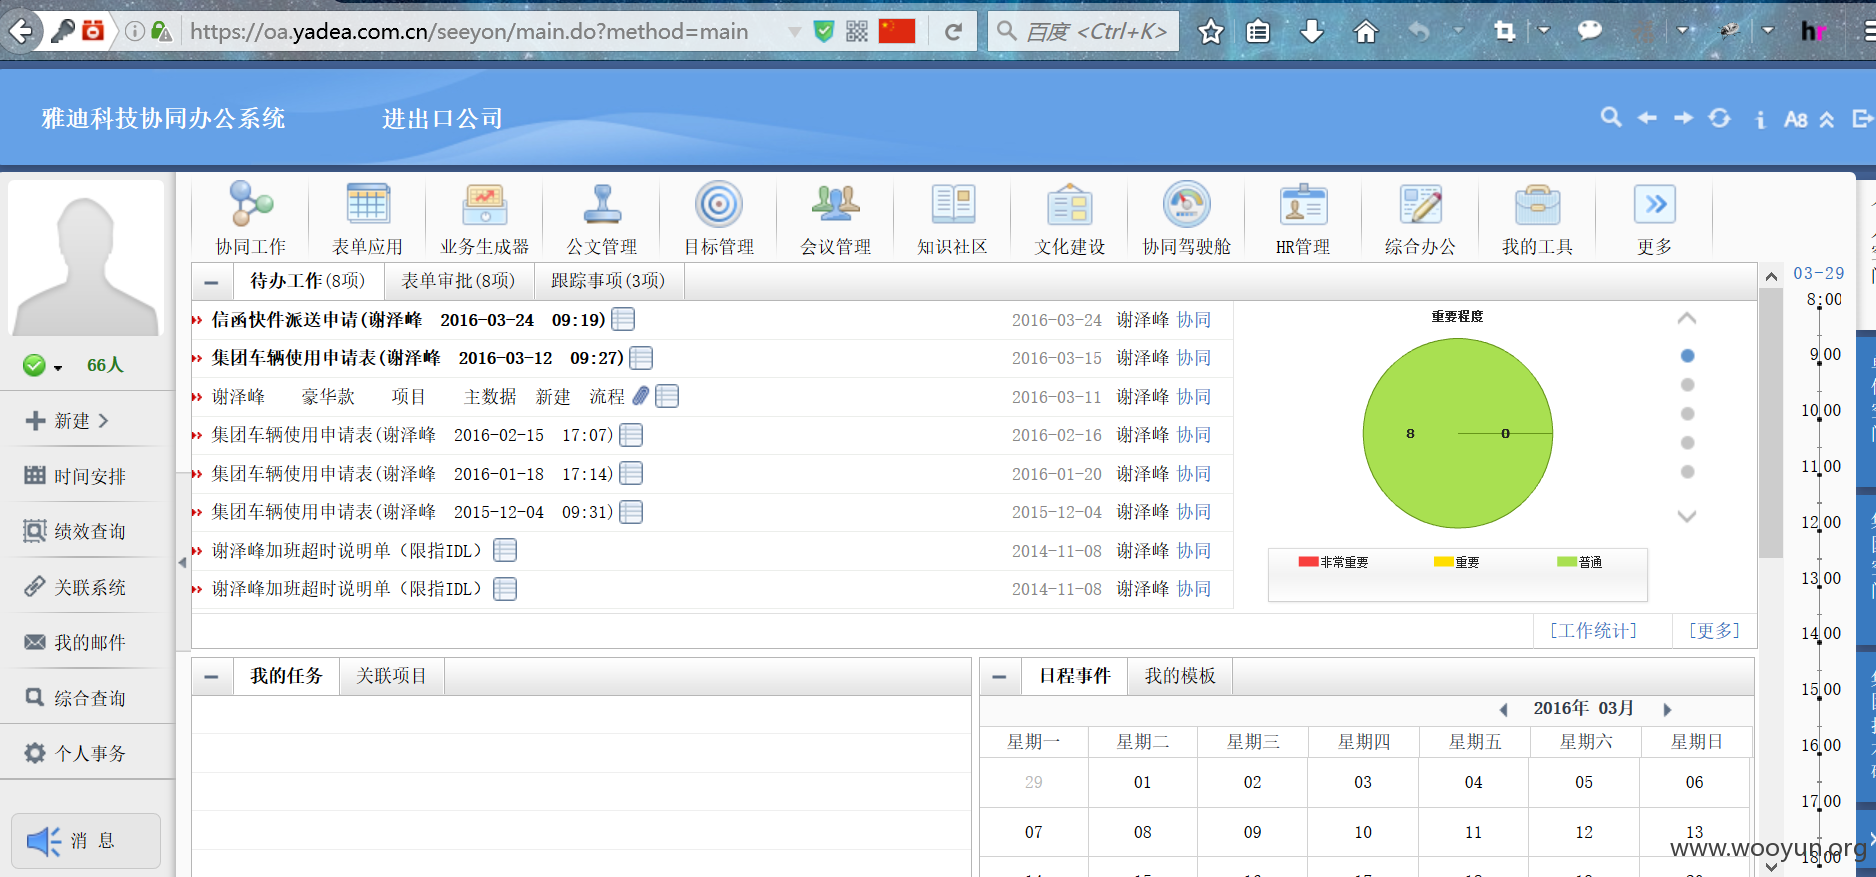 https://oa.yadea.com.cn/seeyon/main.do?method=main
百度 <Ctrl+K>
hr
雅迪科技协同办公系统 进出口公司
A8
协同工作 表单应用 业务生成器 公文管理 目标管理 会议管理 知识社区 文化建设 协同驾驶舱 HR管理 综合办公 我的工具 更多
66人
新建
时间安排
绩效查询
关联系统
我的邮件
综合查询
个人事务
消 息
待办工作(8项) 表单审批(8项) 跟踪事项(3项)
信函快件派送申请(谢泽峰 2016-03-24 09:19) 2016-03-24 谢泽峰 协同
集团车辆使用申请表(谢泽峰 2016-03-12 09:27) 2016-03-15 谢泽峰 协同
谢泽峰 豪华款 项目 主数据 新建 流程 2016-03-11 谢泽峰 协同
集团车辆使用申请表(谢泽峰 2016-02-15 17:07) 2016-02-16 谢泽峰 协同
集团车辆使用申请表(谢泽峰 2016-01-18 17:14) 2016-01-20 谢泽峰 协同
集团车辆使用申请表(谢泽峰 2015-12-04 09:31) 2015-12-04 谢泽峰 协同
谢泽峰加班超时说明单（限指IDL） 2014-11-08 谢泽峰 协同
谢泽峰加班超时说明单（限指IDL） 2014-11-08 谢泽峰 协同
重要程度
8 0
非常重要 重要 普通
[工作统计] [更多]
我的任务 关联项目
日程事件 我的模板
2016年 03月
星期一 星期二 星期三 星期四 星期五 星期六 星期日
29 01 02 03 04 05 06
07 08 09 10 11 12 13
03-29
8:00
9:00
10:00
11:00
12:00
13:00
14:00
15:00
16:00
17:00
18:00
www.wooyun.org